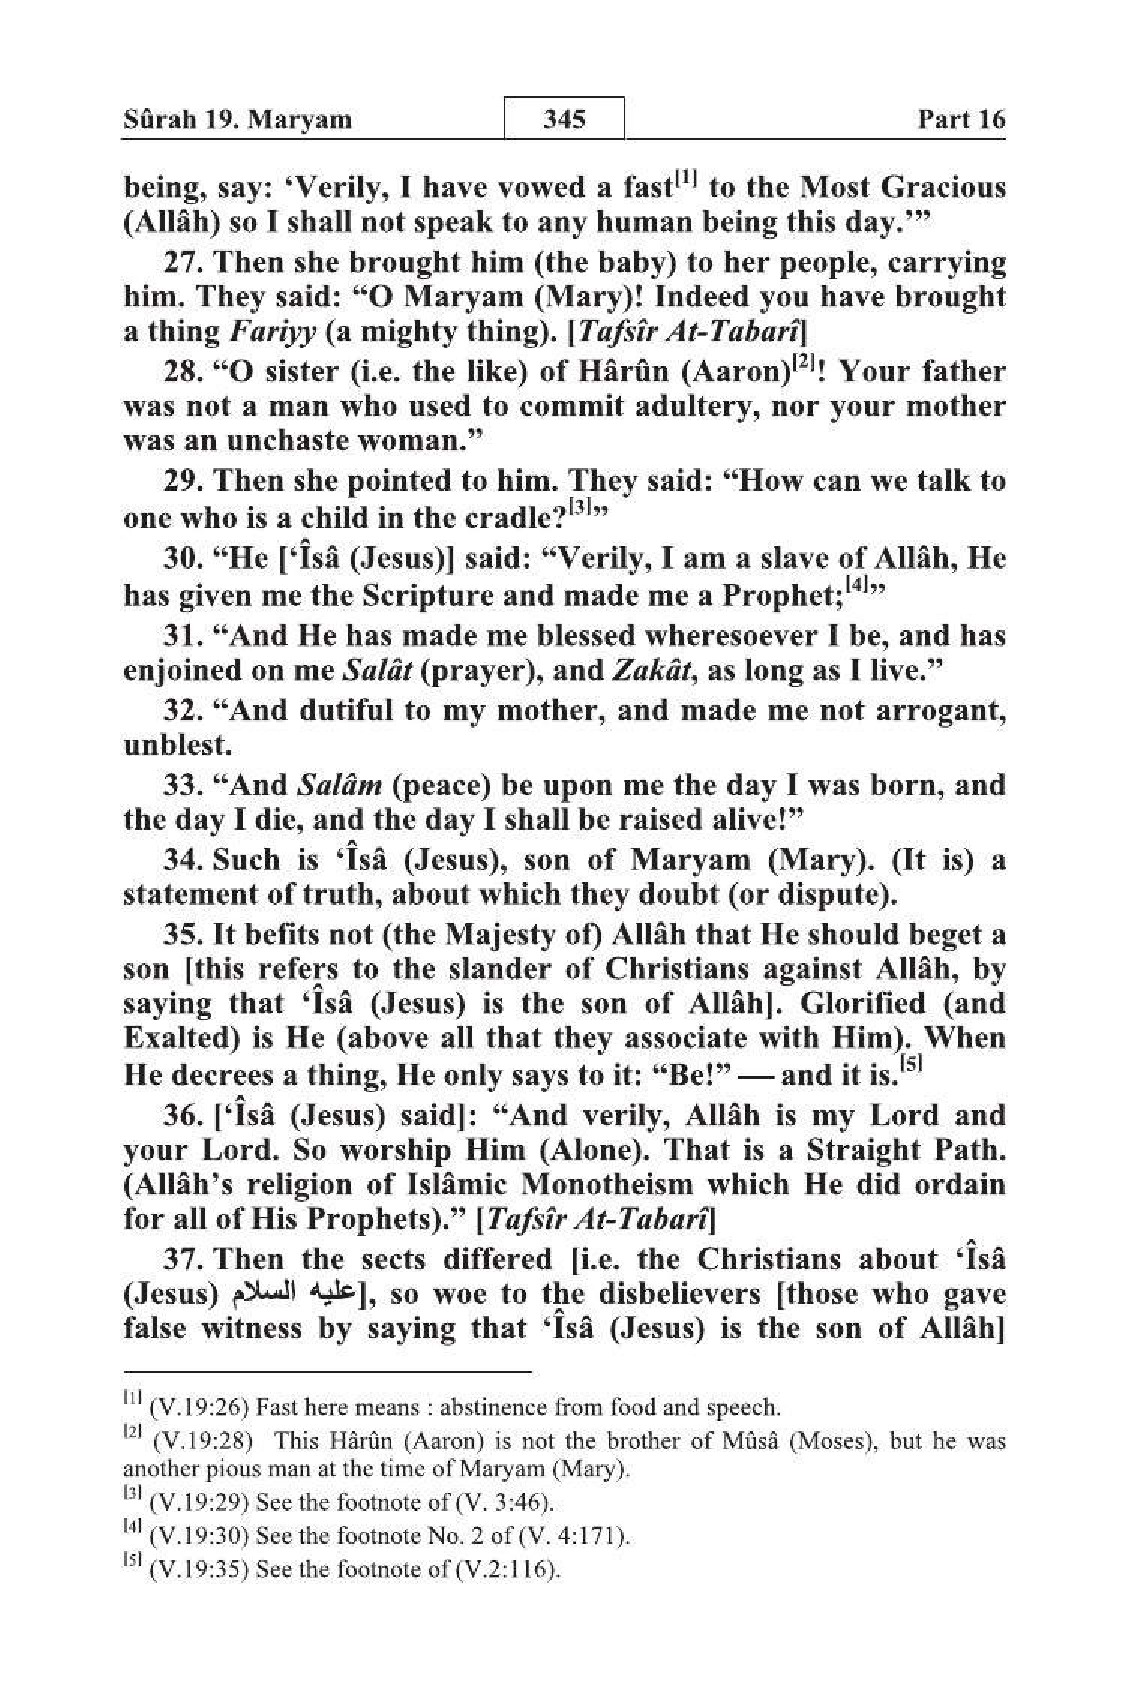 Sûrah 19. Maryam 345 Part 16
being, say: ‘Verily, I have vowed a fast[1] to the Most Gracious
(Allâh) so I shall not speak to any human being this day.’”
27. Then she brought him (the baby) to her people, carrying
him. They said: “O Maryam (Mary)! Indeed you have brought
a thing Fariyy (a mighty thing). [Tafsîr At-Tabarî]
28. “O sister (i.e. the like) of Hârûn (Aaron)[2]! Your father
was not a man who used to commit adultery, nor your mother
was an unchaste woman.”
29. Then she pointed to him. They said: “How can we talk to
one who is a child in the cradle?[3]”
30. “He [‘Îsâ (Jesus)] said: “Verily, I am a slave of Allâh, He
has given me the Scripture and made me a Prophet;[4]”
31. “And He has made me blessed wheresoever I be, and has
enjoined on me Salât (prayer), and Zakât, as long as I live.”
32. “And dutiful to my mother, and made me not arrogant,
unblest.
33. “And Salâm (peace) be upon me the day I was born, and
the day I die, and the day I shall be raised alive!”
34. Such is ‘Îsâ (Jesus), son of Maryam (Mary). (It is) a
statement of truth, about which they doubt (or dispute).
35. It befits not (the Majesty of) Allâh that He should beget a
son [this refers to the slander of Christians against Allâh, by
saying that ‘Îsâ (Jesus) is the son of Allâh]. Glorified (and
Exalted) is He (above all that they associate with Him). When
He decrees a thing, He only says to it: “Be!” — and it is.[5]
36. [‘Îsâ (Jesus) said]: “And verily, Allâh is my Lord and
your Lord. So worship Him (Alone). That is a Straight Path.
(Allâh’s religion of Islâmic Monotheism which He did ordain
for all of His Prophets).” [Tafsîr At-Tabarî]
37. Then the sects differed [i.e. the Christians about ‘Îsâ
(Jesus) عليه السلام], so woe to the disbelievers [those who gave
false witness by saying that ‘Îsâ (Jesus) is the son of Allâh]
[1] (V.19:26) Fast here means : abstinence from food and speech.
[2] (V.19:28) This Hârûn (Aaron) is not the brother of Mûsâ (Moses), but he was
another pious man at the time of Maryam (Mary).
[3] (V.19:29) See the footnote of (V. 3:46).
[4] (V.19:30) See the footnote No. 2 of (V. 4:171).
[5] (V.19:35) See the footnote of (V.2:116).